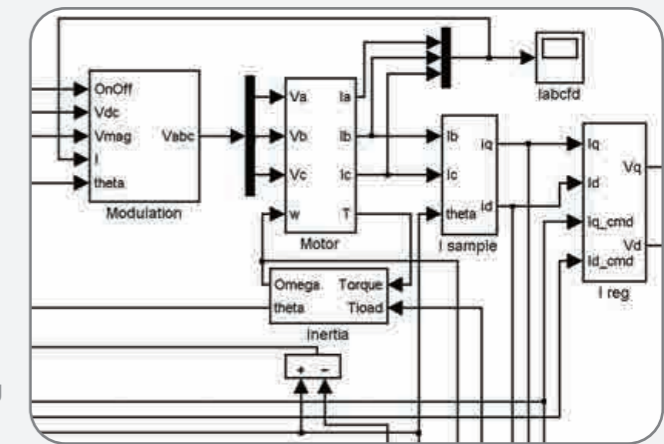 OnOff
Vdc
Vmag
I
theta
Vabc
Modulation
Va
Vb
Vc
w
Ia
Ib
Ic
T
Motor
Iabcfd
Ib
Ic
theta
iq
id
I sample
Iq
Id
Iq_cmd
Id_cmd
Vq
Vd
I reg
Omega
theta
Torque
Tload
Inertia
+ −